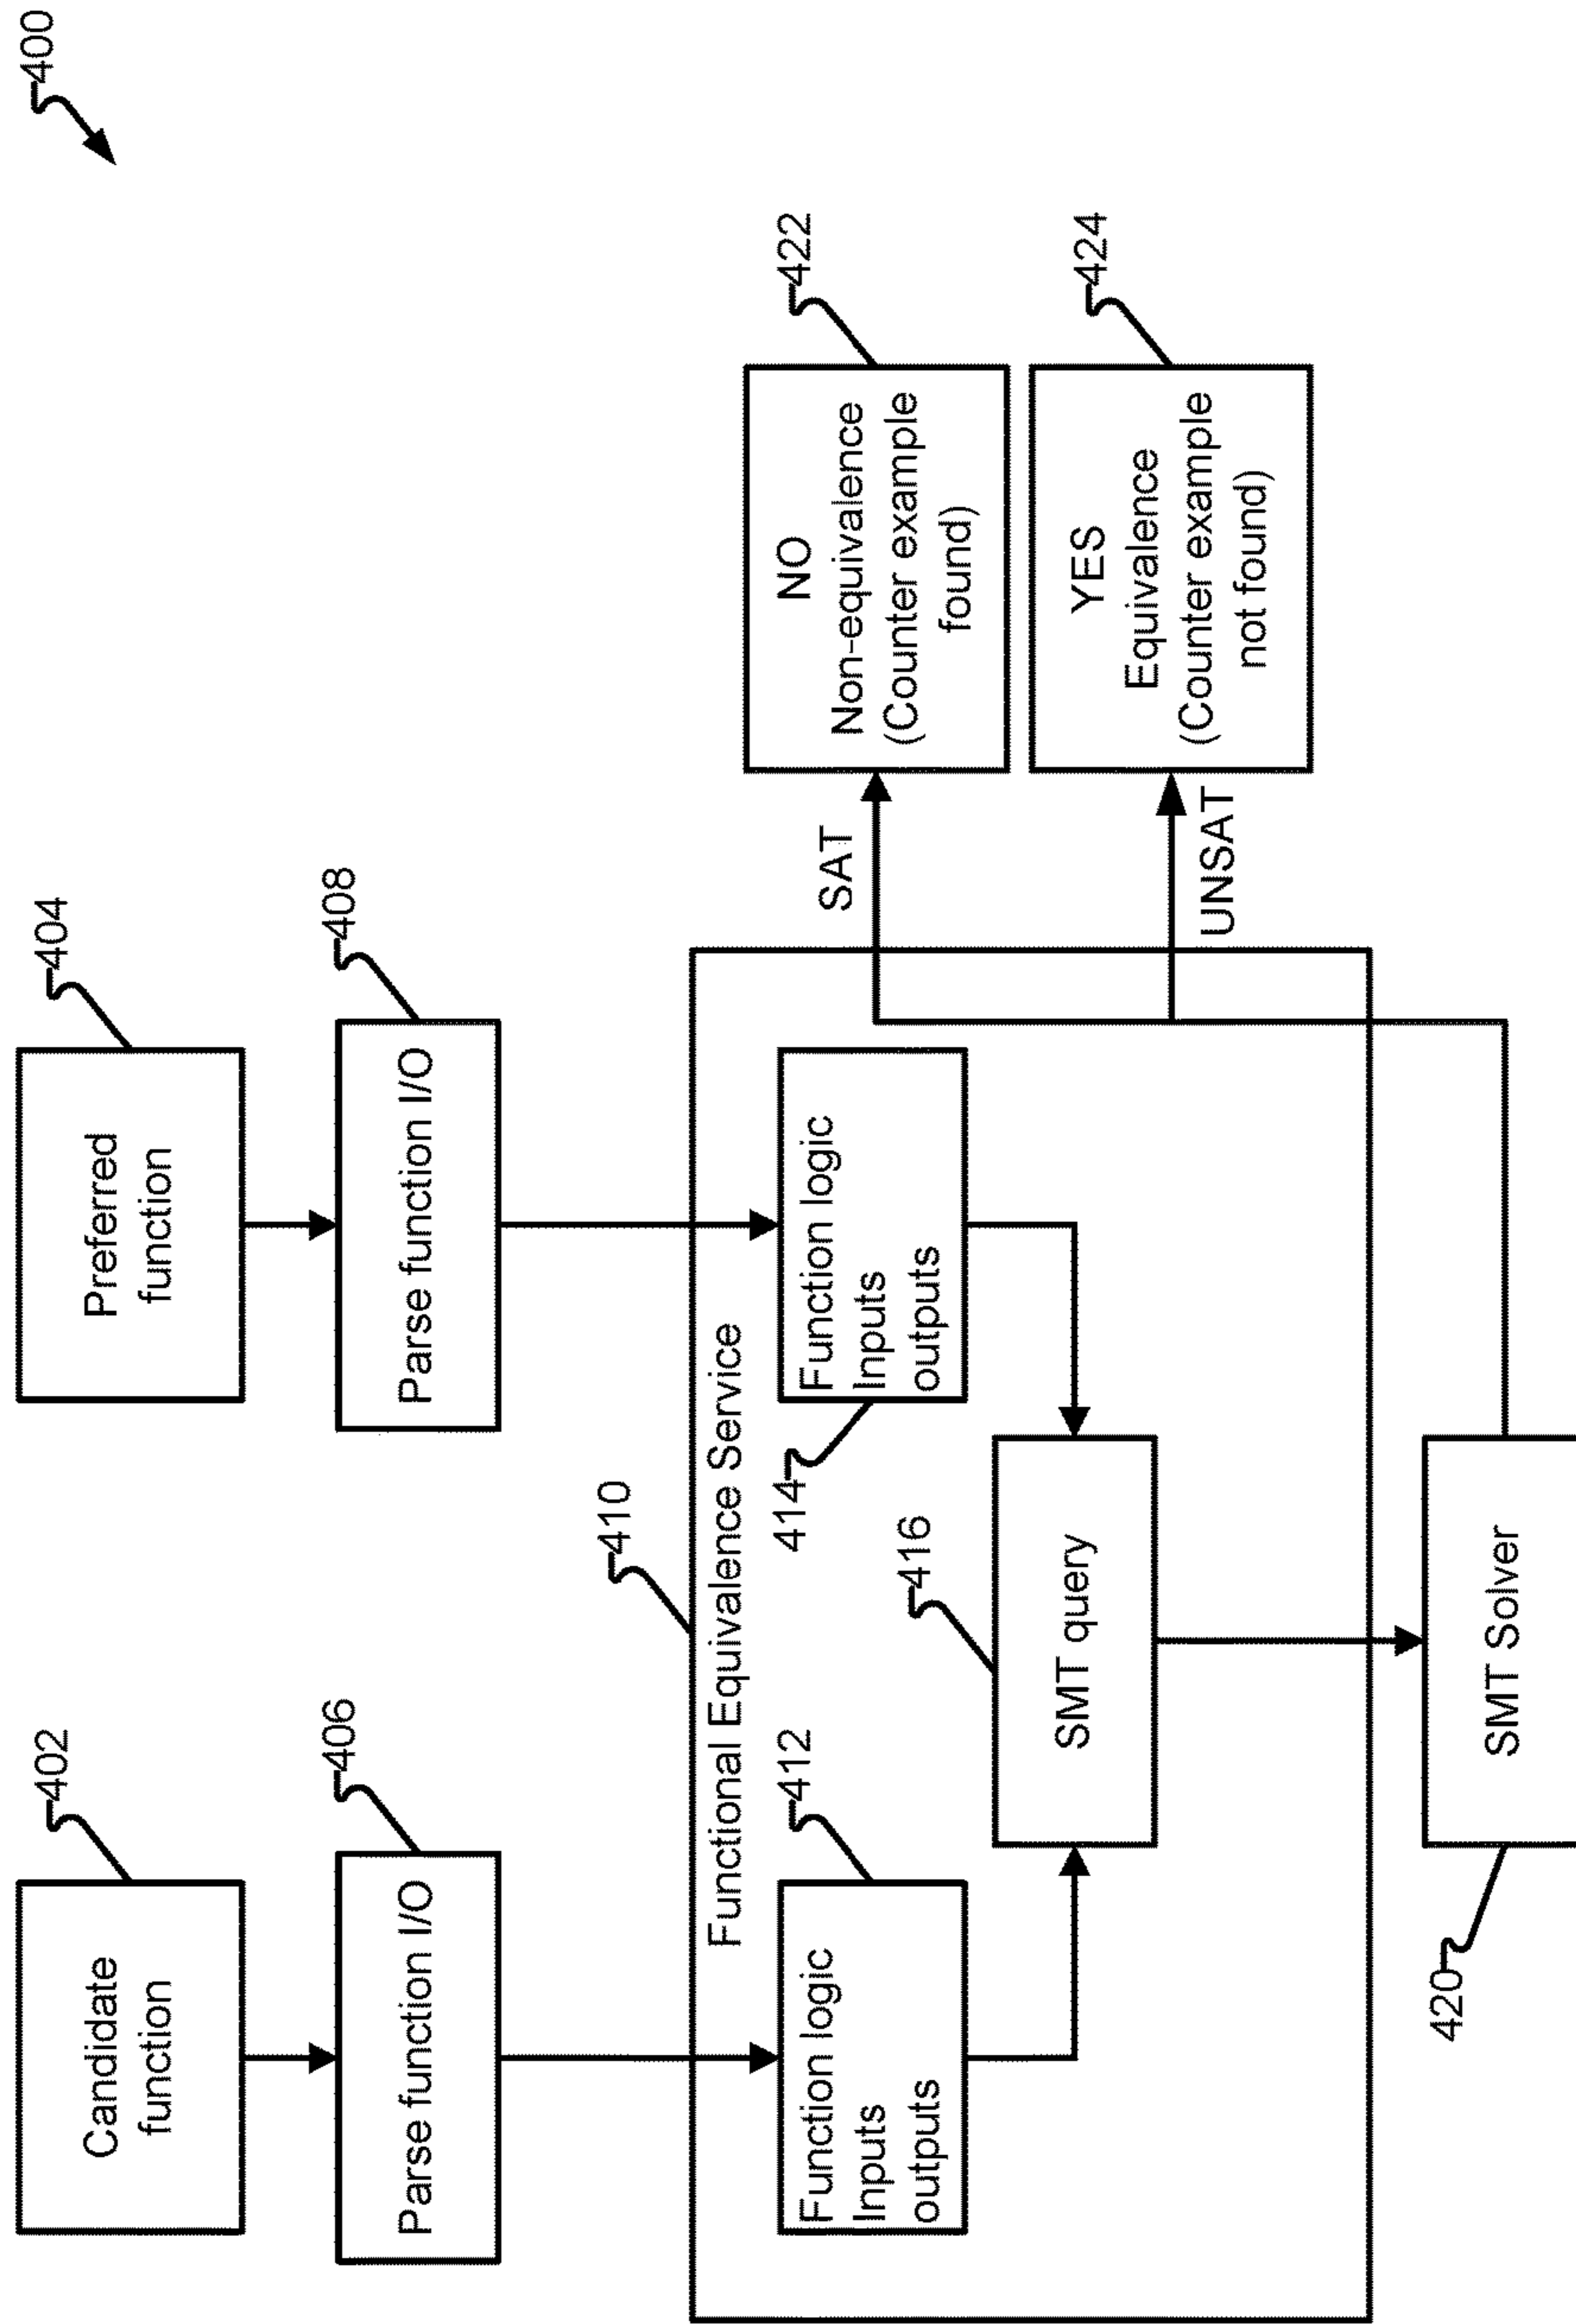 400
402
Candidate
function
404
Preferred
function
406
Parse function I/O
408
Parse function I/O
410
Functional Equivalence Service
412
Function logic
Inputs
outputs
414
Function logic
Inputs
outputs
416
SMT query
420
SMT Solver
SAT
422
NO
Non-equivalence
(Counter example
found)
UNSAT
424
YES
Equivalence
(Counter example
not found)